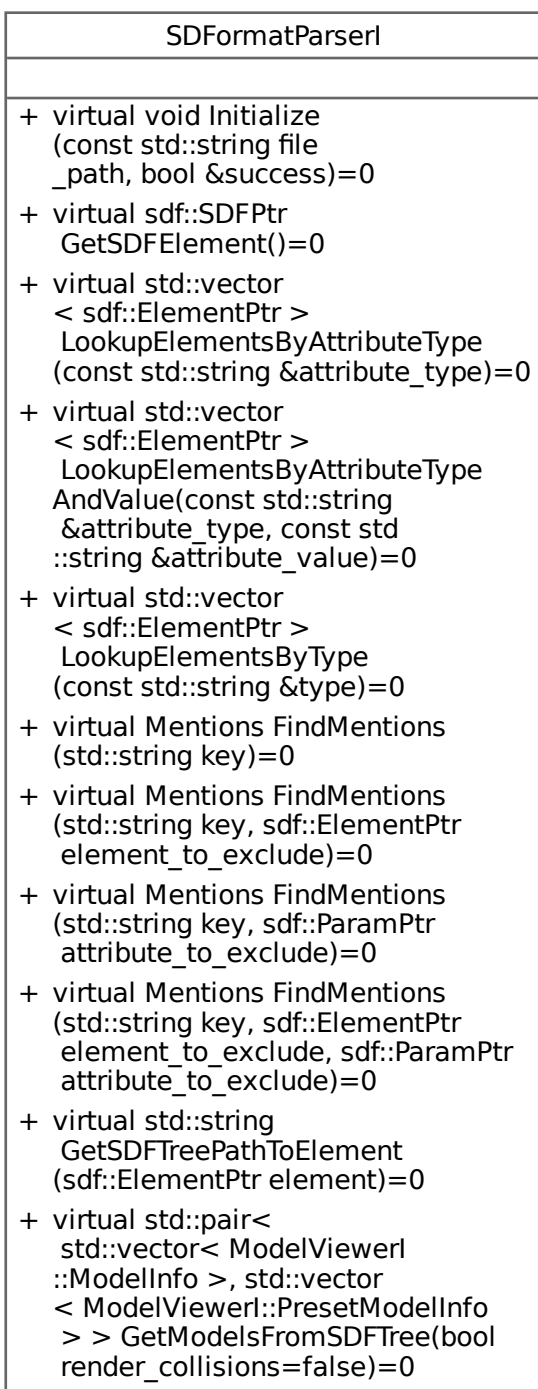 SDFormatParserI
+ virtual void Initialize
(const std::string file
_path, bool &success)=0
+ virtual sdf::SDFPtr
GetSDFElement()=0
+ virtual std::vector
< sdf::ElementPtr >
LookupElementsByAttributeType
(const std::string &attribute_type)=0
+ virtual std::vector
< sdf::ElementPtr >
LookupElementsByAttributeType
AndValue(const std::string
&attribute_type, const std
::string &attribute_value)=0
+ virtual std::vector
< sdf::ElementPtr >
LookupElementsByType
(const std::string &type)=0
+ virtual Mentions FindMentions
(std::string key)=0
+ virtual Mentions FindMentions
(std::string key, sdf::ElementPtr
element_to_exclude)=0
+ virtual Mentions FindMentions
(std::string key, sdf::ParamPtr
attribute_to_exclude)=0
+ virtual Mentions FindMentions
(std::string key, sdf::ElementPtr
element_to_exclude, sdf::ParamPtr
attribute_to_exclude)=0
+ virtual std::string
GetSDFTreePathToElement
(sdf::ElementPtr element)=0
+ virtual std::pair<
std::vector< ModelViewerI
::ModelInfo >, std::vector
< ModelViewerI::PresetModelInfo
> > GetModelsFromSDFTree(bool
render_collisions=false)=0